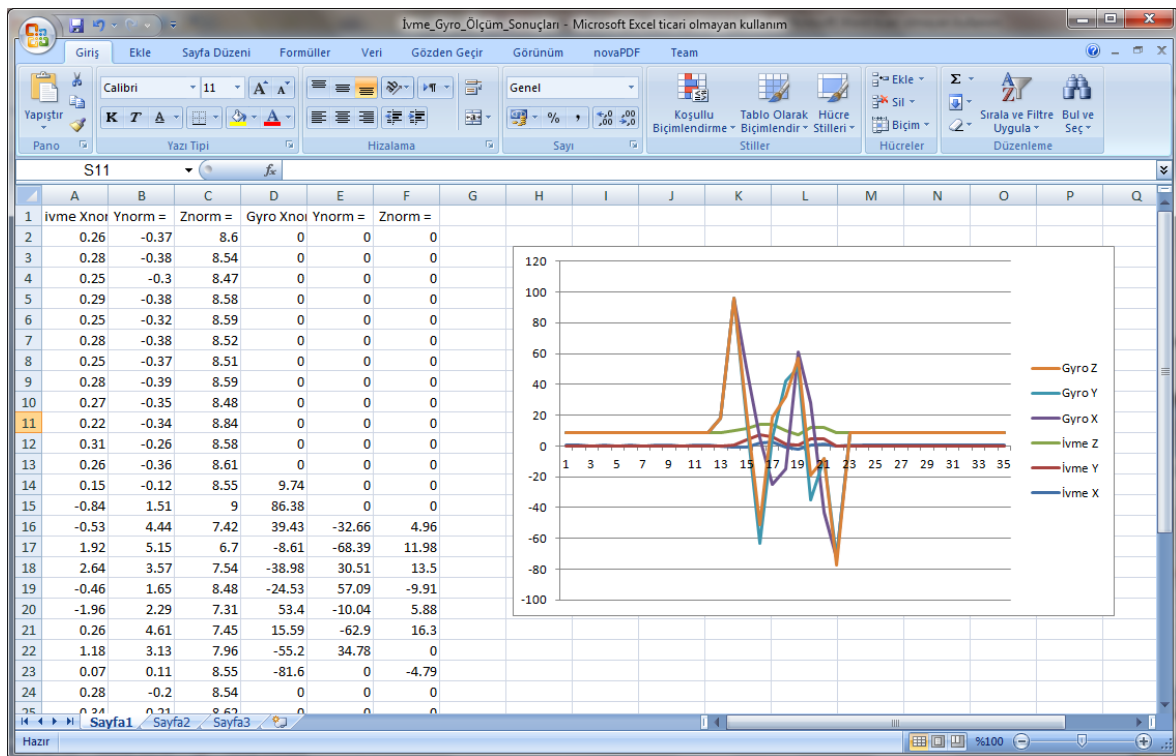 İvme_Gyro_Ölçüm_Sonuçları - Microsoft Excel ticari olmayan kullanım
Giriş Ekle Sayfa Düzeni Formüller Veri Gözden Geçir Görünüm novaPDF Team
Yapıştır
Calibri 11
K T A
Genel
% 
Koşullu Biçimlendirme
Tablo Olarak Biçimlendir
Hücre Stilleri
Ekle
Sil
Biçim
Sırala ve Filtre Uygula
Bul ve Seç
Pano Yazı Tipi Hizalama Sayı Stiller Hücreler Düzenleme
S11 fx
A B C D E F G H I J K L M N O P Q
1 ivme Xnor Ynorm = Znorm = Gyro Xnor Ynorm = Znorm =
2 0.26 -0.37 8.6 0 0 0
3 0.28 -0.38 8.54 0 0 0
4 0.25 -0.3 8.47 0 0 0
5 0.29 -0.38 8.58 0 0 0
6 0.25 -0.32 8.59 0 0 0
7 0.28 -0.38 8.52 0 0 0
8 0.25 -0.37 8.51 0 0 0
9 0.28 -0.39 8.59 0 0 0
10 0.27 -0.35 8.48 0 0 0
11 0.22 -0.34 8.84 0 0 0
12 0.31 -0.26 8.58 0 0 0
13 0.26 -0.36 8.61 0 0 0
14 0.15 -0.12 8.55 9.74 0 0
15 -0.84 1.51 9 86.38 0 0
16 -0.53 4.44 7.42 39.43 -32.66 4.96
17 1.92 5.15 6.7 -8.61 -68.39 11.98
18 2.64 3.57 7.54 -38.98 30.51 13.5
19 -0.46 1.65 8.48 -24.53 57.09 -9.91
20 -1.96 2.29 7.31 53.4 -10.04 5.88
21 0.26 4.61 7.45 15.59 -62.9 16.3
22 1.18 3.13 7.96 -55.2 34.78 0
23 0.07 0.11 8.55 -81.6 0 -4.79
24 0.28 -0.2 8.54 0 0 0
120
100
80
60
40
20
0
-20
-40
-60
-80
-100
1 3 5 7 9 11 13 15 17 19 21 23 25 27 29 31 33 35
Gyro Z
Gyro Y
Gyro X
İvme Z
İvme Y
İvme X
Sayfa1 Sayfa2 Sayfa3
Hazır %100